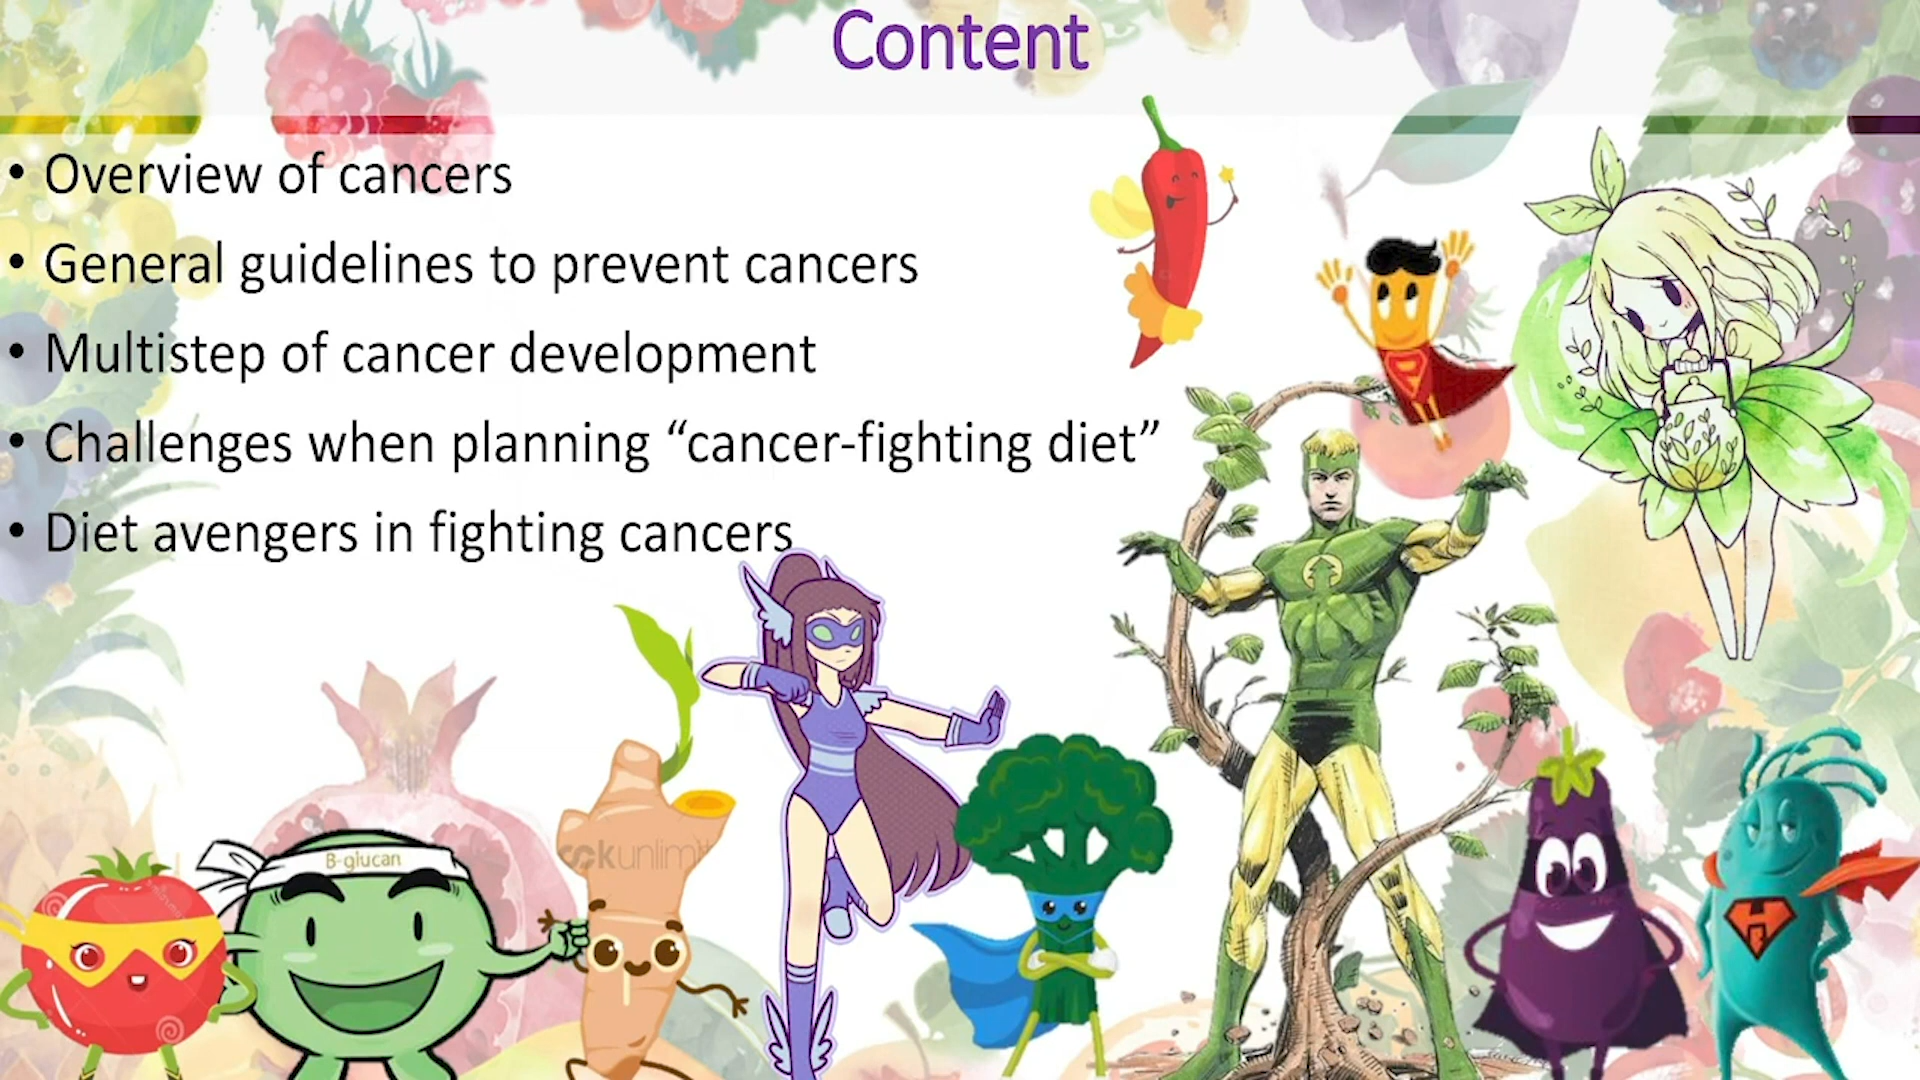 Content
• Overview of cancers
• General guidelines to prevent cancers
• Multistep of cancer development
• Challenges when planning “cancer-fighting diet”
• Diet avengers in fighting cancers
B-glucan